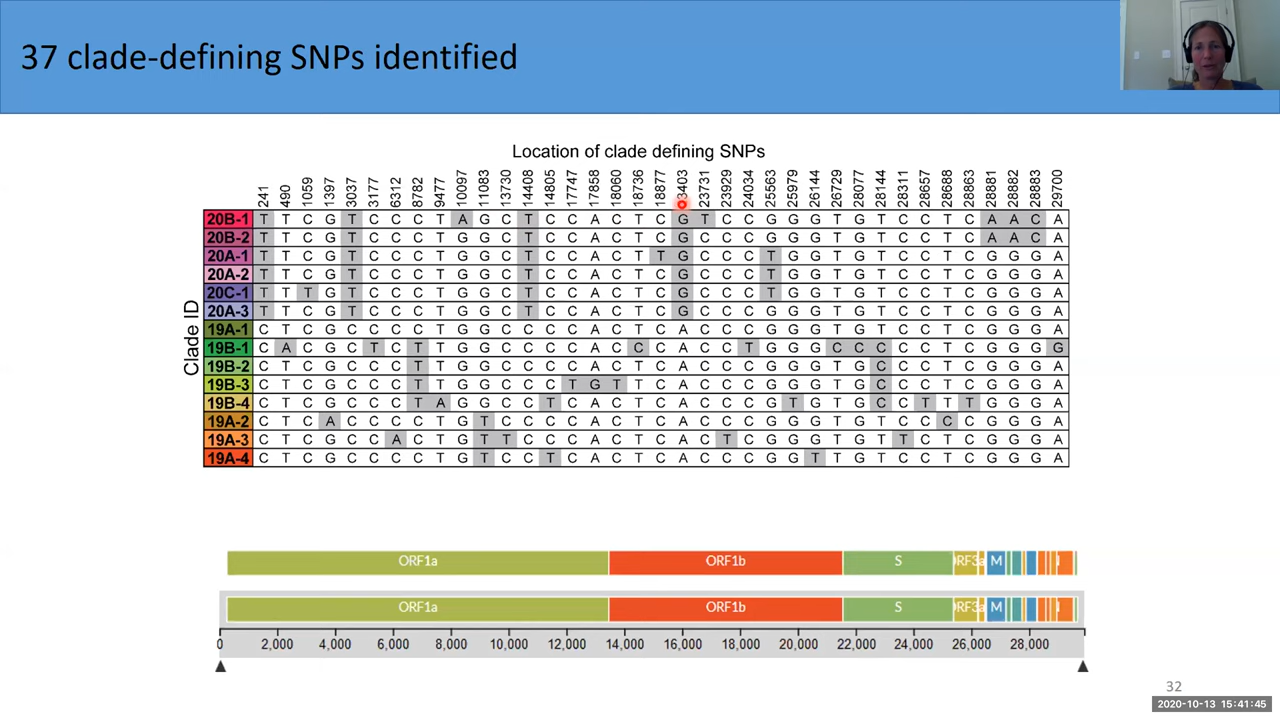 37 clade-defining SNPs identified
Location of clade defining SNPs
241 490 1059 1397 3037 3177 6312 8782 9477 10097 11083 13730 14408 14805 17747 17858 18060 18736 18877 23403 23731 23929 24034 25563 25979 26144 26729 28077 28144 28311 28657 28688 28863 28881 28882 28883 29700
Clade ID
20B-1 T T C G T C C C T A G C T C C A C T C G T C C G G G T G T C C T C A A C A
20B-2 T T C G T C C C T G G C T C C A C T C G C C C G G G T G T C C T C A A C A
20A-1 T T C G T C C C T G G C T C C A C T T G C C C T G G T G T C C T C G G G A
20A-2 T T C G T C C C T G G C T C C A C T C G C C C T G G T G T C C T C G G G A
20C-1 T T T G T C C C T G G C T C C A C T C G C C C T G G T G T C C T C G G G A
20A-3 T T C G T C C C T G G C T C C A C T C G C C C G G G T G T C C T C G G G A
19A-1 C T C G C C C C T G G C C C C A C T C A C C C G G G T G T C C T C G G G A
19B-1 C A C G C T C T T G G C C C C A C C C A C C T G G G C C C C C T C G G G G
19B-2 C T C G C C C T T G G C C C C A C T C A C C C G G G T G C C C T C G G G A
19B-3 C T C G C C C T T G G C C C T G T T C A C C C G G G T G C C C T C G G G A
19B-4 C T C G C C C T A G G C C T C A C T C A C C C G T G T G C C T T T G G G A
19A-2 C T C A C C C C T G T C C C C A C T C A C C C G G G T G T C C C C G G G A
19A-3 C T C G C C A C T G T T C C C A C T C A C T C G G G T G T T C T C G G G A
19A-4 C T C G C C C C T G T C C T C A C T C A C C C G G T T G T C C T C G G G A
ORF1a ORF1b S ORF3a M
ORF1a ORF1b S ORF3a M
0 2,000 4,000 6,000 8,000 10,000 12,000 14,000 16,000 18,000 20,000 22,000 24,000 26,000 28,000
32
2020-10-13 15:41:45